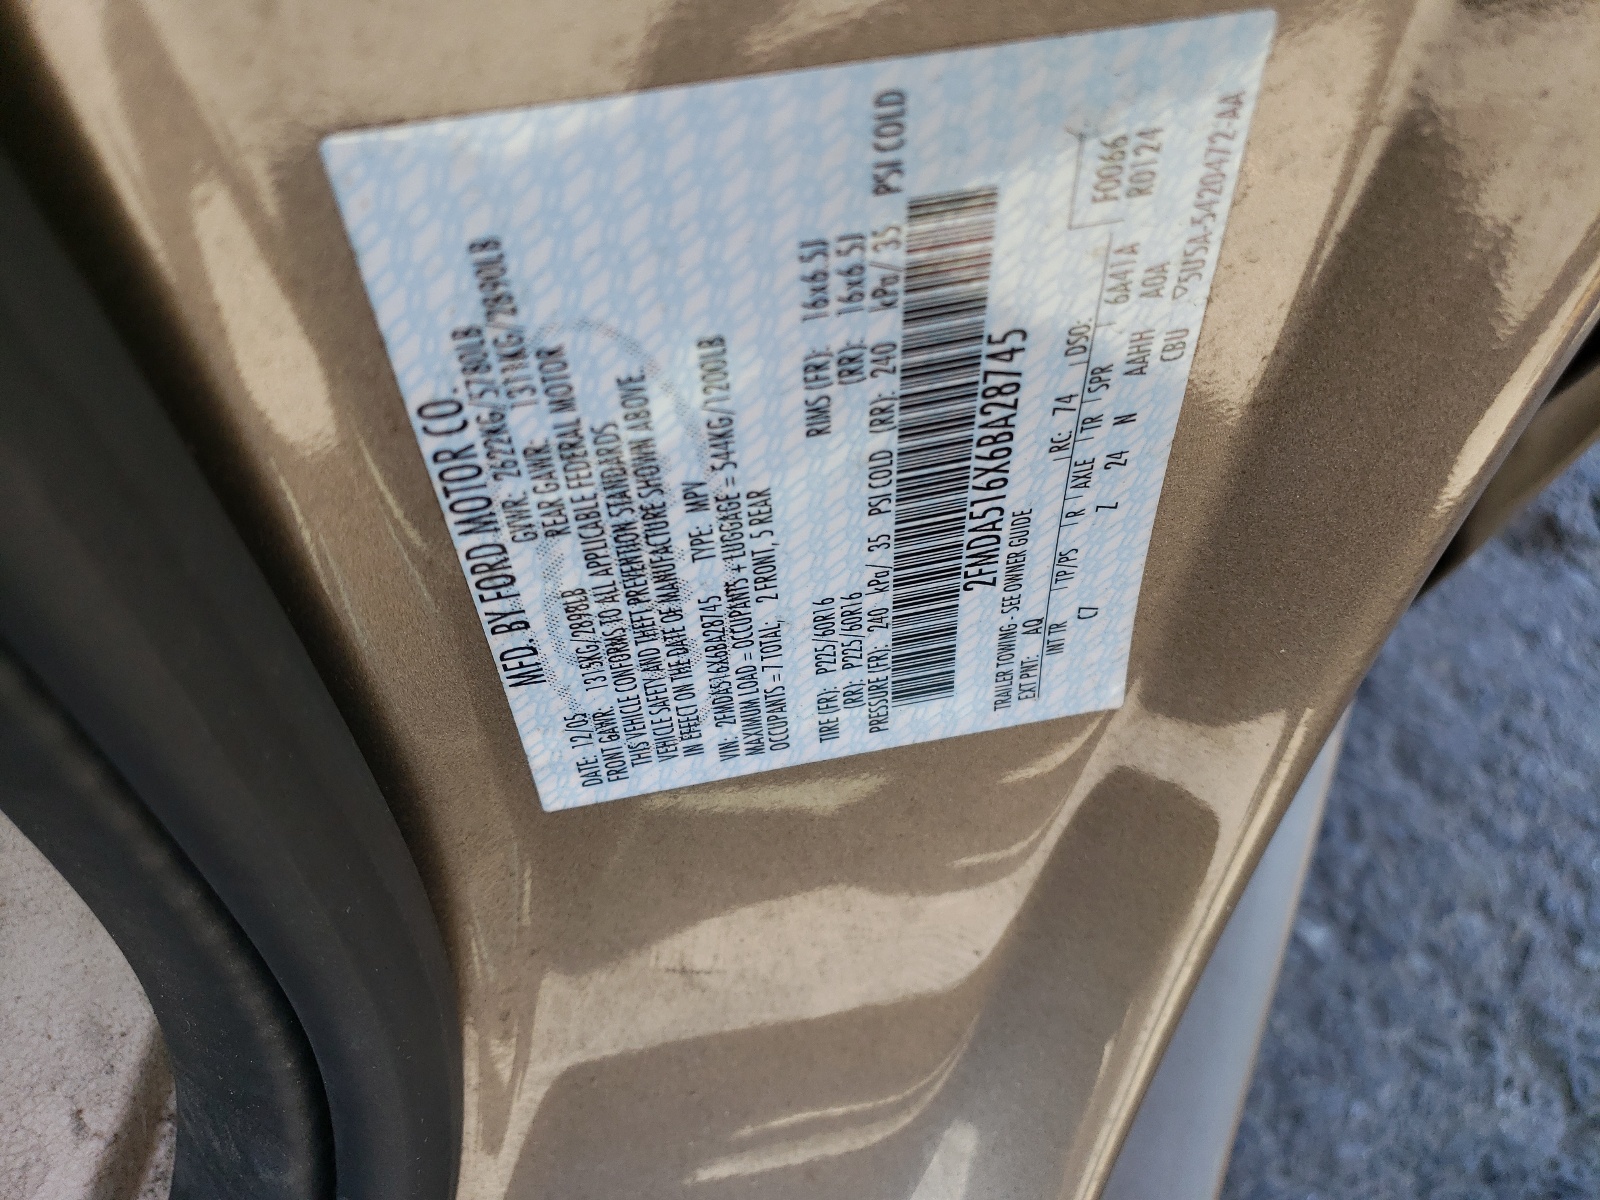 MFD. BY FORD MOTOR CO.
DATE: 12/05 GVWR: 2622KG/5780LB
FRONT GAWR: 1315KG/2898LB REAR GAWR: 1311KG/2890LB
THIS VEHICLE CONFORMS TO ALL APPLICABLE FEDERAL MOTOR
VEHICLE SAFETY AND THEFT PREVENTION STANDARDS
IN EFFECT ON THE DATE OF MANUFACTURE SHOWN ABOVE.
VIN: 2FMDA516X6BA28745 TYPE: MPV
MAXIMUM LOAD = OCCUPANTS + LUGGAGE = 544KG/1200LB
OCCUPANTS = 7 TOTAL; 2 FRONT, 5 REAR
TIRE (FR): P225/60R16 RIMS (FR): 16x6.5J
(RR): P225/60R16 (RR): 16x6.5J
PRESSURE (FR): 240 kPa/ 35 PSI COLD (RR): 240 kPa/ 35 PSI COLD
2FMDA516X6BA28745
TRAILER TOWING - SEE OWNER GUIDE
EXT PNT: AQ RC: 74 DSO: F0066
INT TR TP/PS R AXLE TR SPR 6A41A R0124
C7 Z 24 N AAHH A0A
CBU ▽5U5A-5420472-AA